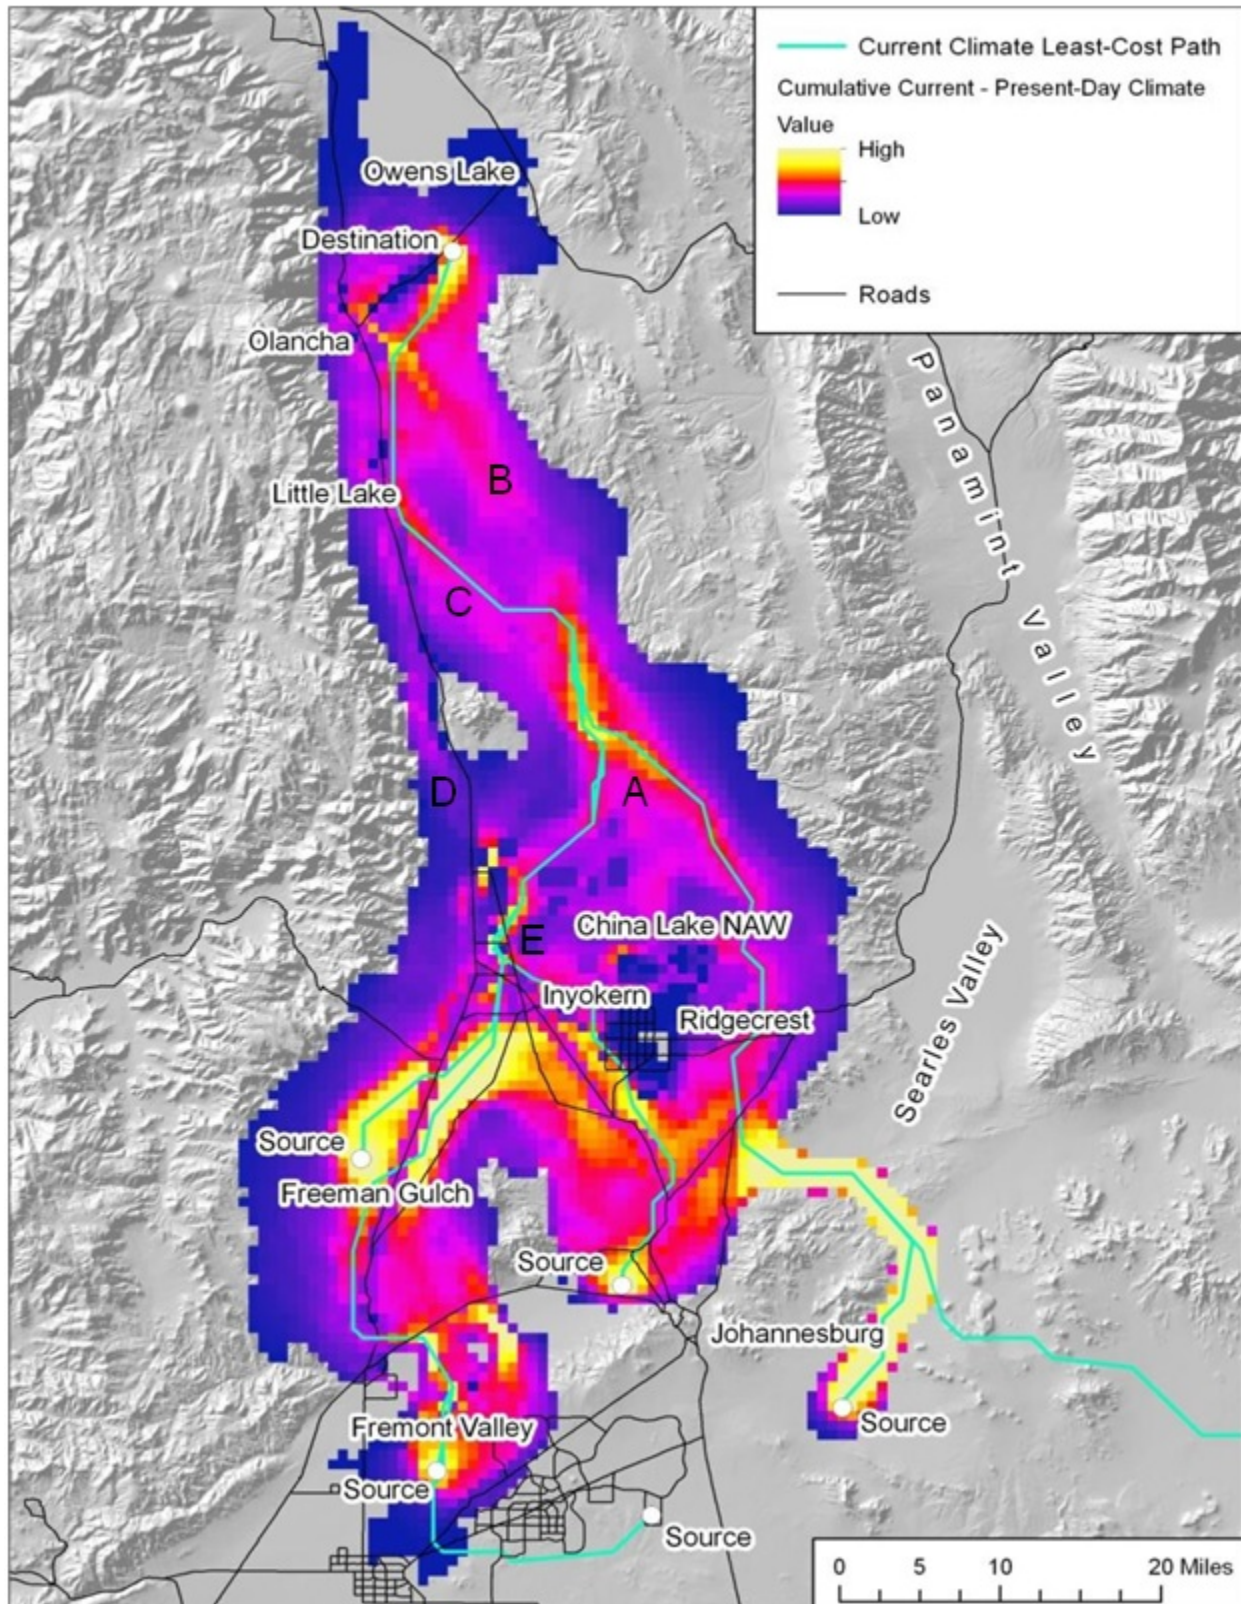 Current Climate Least-Cost Path
Cumulative Current - Present-Day Climate
Value
High
Low
Roads
Owens Lake
Destination
Olancha
Panamint Valley
B
Little Lake
C
D
A
E
China Lake NAW
Inyokern
Ridgecrest
Searles Valley
Source
Freeman Gulch
Source
Johannesburg
Source
Fremont Valley
Source
Source
0 5 10 20 Miles